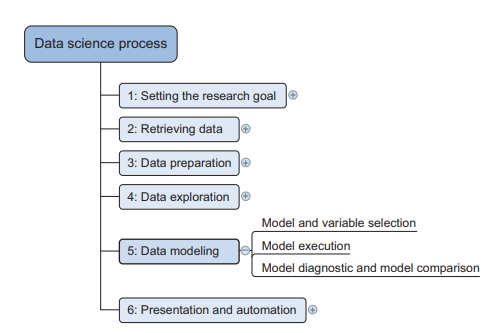 Data science process
1: Setting the research goal
2: Retrieving data
3: Data preparation
4: Data exploration
5: Data modeling
Model and variable selection
Model execution
Model diagnostic and model comparison
6: Presentation and automation